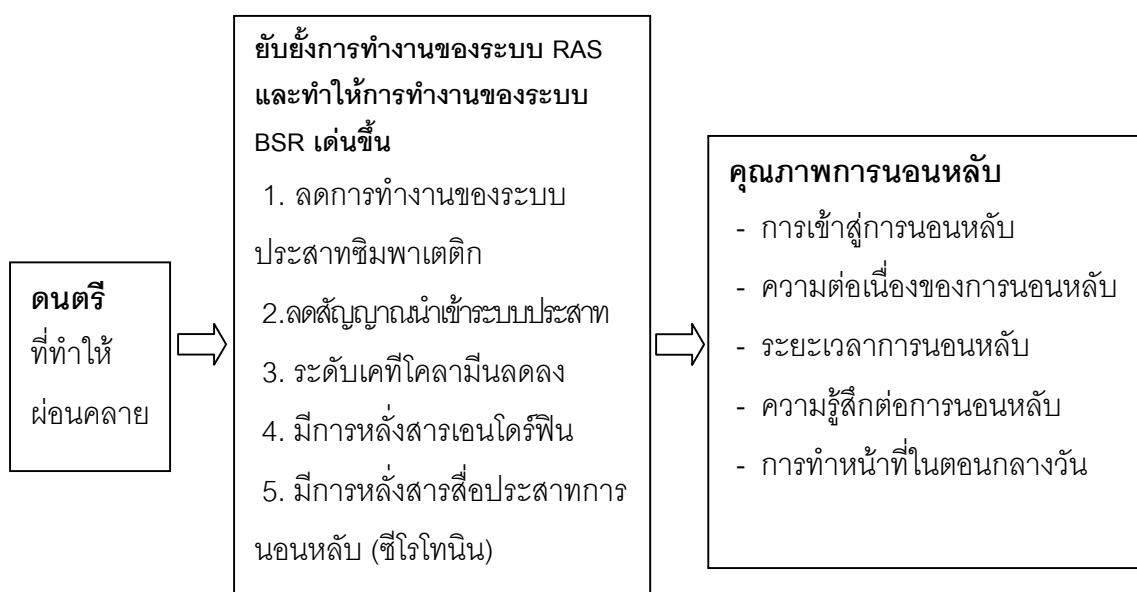 ดนตรี
ที่ทำให้
ผ่อนคลาย
ยับยั้งการทำงานของระบบ RAS
และทำให้การทำงานของระบบ
BSR เด่นขึ้น
1. ลดการทำงานของระบบ
ประสาทซิมพาเตติก
2.ลดสัญญาณนำเข้าระบบประสาท
3. ระดับเคทีโคลามีนลดลง
4. มีการหลั่งสารเอนโดร์ฟิน
5. มีการหลั่งสารสื่อประสาทการ
นอนหลับ (ซีโรโทนิน)
คุณภาพการนอนหลับ
- การเข้าสู่การนอนหลับ
- ความต่อเนื่องของการนอนหลับ
- ระยะเวลาการนอนหลับ
- ความรู้สึกต่อการนอนหลับ
- การทำหน้าที่ในตอนกลางวัน